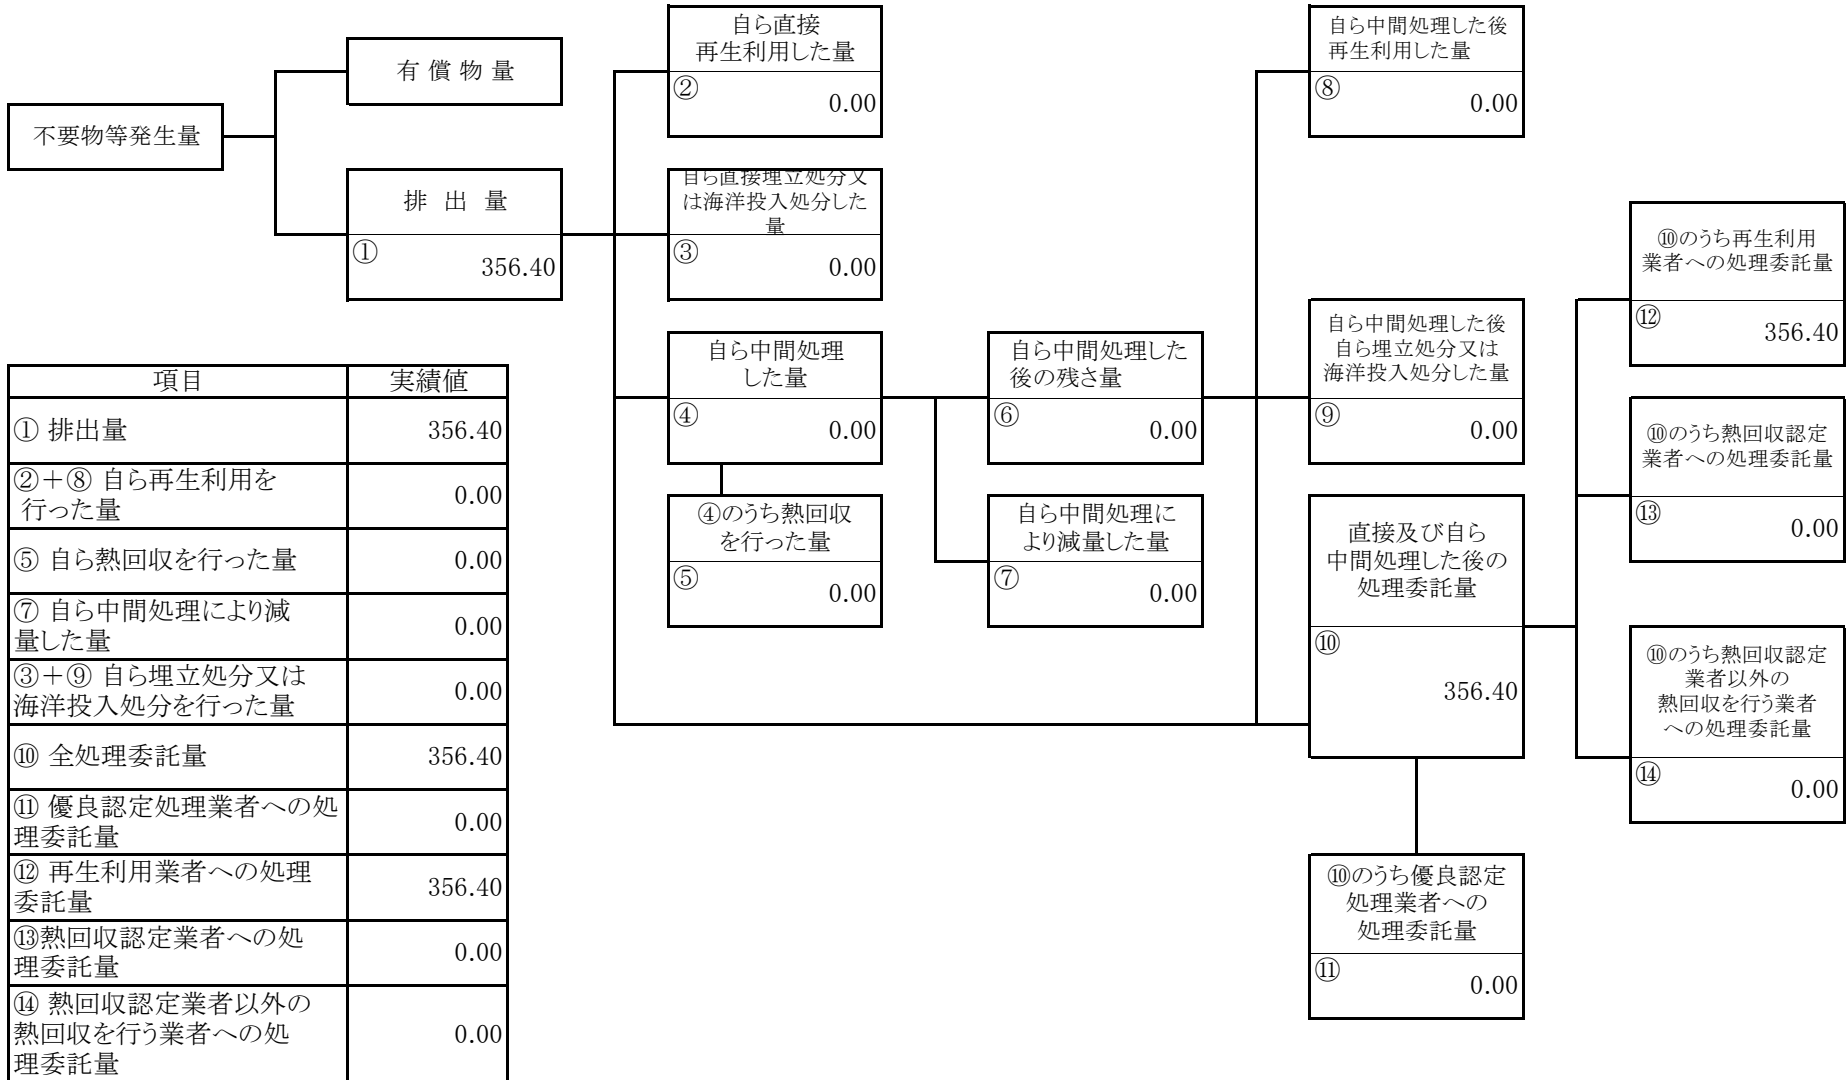 不要物等発生量
有 償 物 量
排 出 量
①
356.40
自ら直接
再生利用した量
②
0.00
自ら直接埋立処分又
は海洋投入処分した
量
③
0.00
自ら中間処理
した量
④
0.00
④のうち熱回収
を行った量
⑤
0.00
自ら中間処理した
後の残さ量
⑥
0.00
自ら中間処理に
より減量した量
⑦
0.00
自ら中間処理した後
再生利用した量
⑧
0.00
自ら中間処理した後
自ら埋立処分又は
海洋投入処分した量
⑨
0.00
直接及び自ら
中間処理した後の
処理委託量
⑩
356.40
⑩のうち優良認定
処理業者への
処理委託量
⑪
0.00
⑩のうち再生利用
業者への処理委託量
⑫
356.40
⑩のうち熱回収認定
業者への処理委託量
⑬
0.00
⑩のうち熱回収認定
業者以外の
熱回収を行う業者
への処理委託量
⑭
0.00
項目 実績値
① 排出量 356.40
②＋⑧ 自ら再生利用を
行った量 0.00
⑤ 自ら熱回収を行った量 0.00
⑦ 自ら中間処理により減
量した量 0.00
③＋⑨ 自ら埋立処分又は
海洋投入処分を行った量 0.00
⑩ 全処理委託量 356.40
⑪ 優良認定処理業者への処
理委託量 0.00
⑫ 再生利用業者への処理
委託量 356.40
⑬熱回収認定業者への処
理委託量 0.00
⑭ 熱回収認定業者以外の
熱回収を行う業者への処
理委託量 0.00